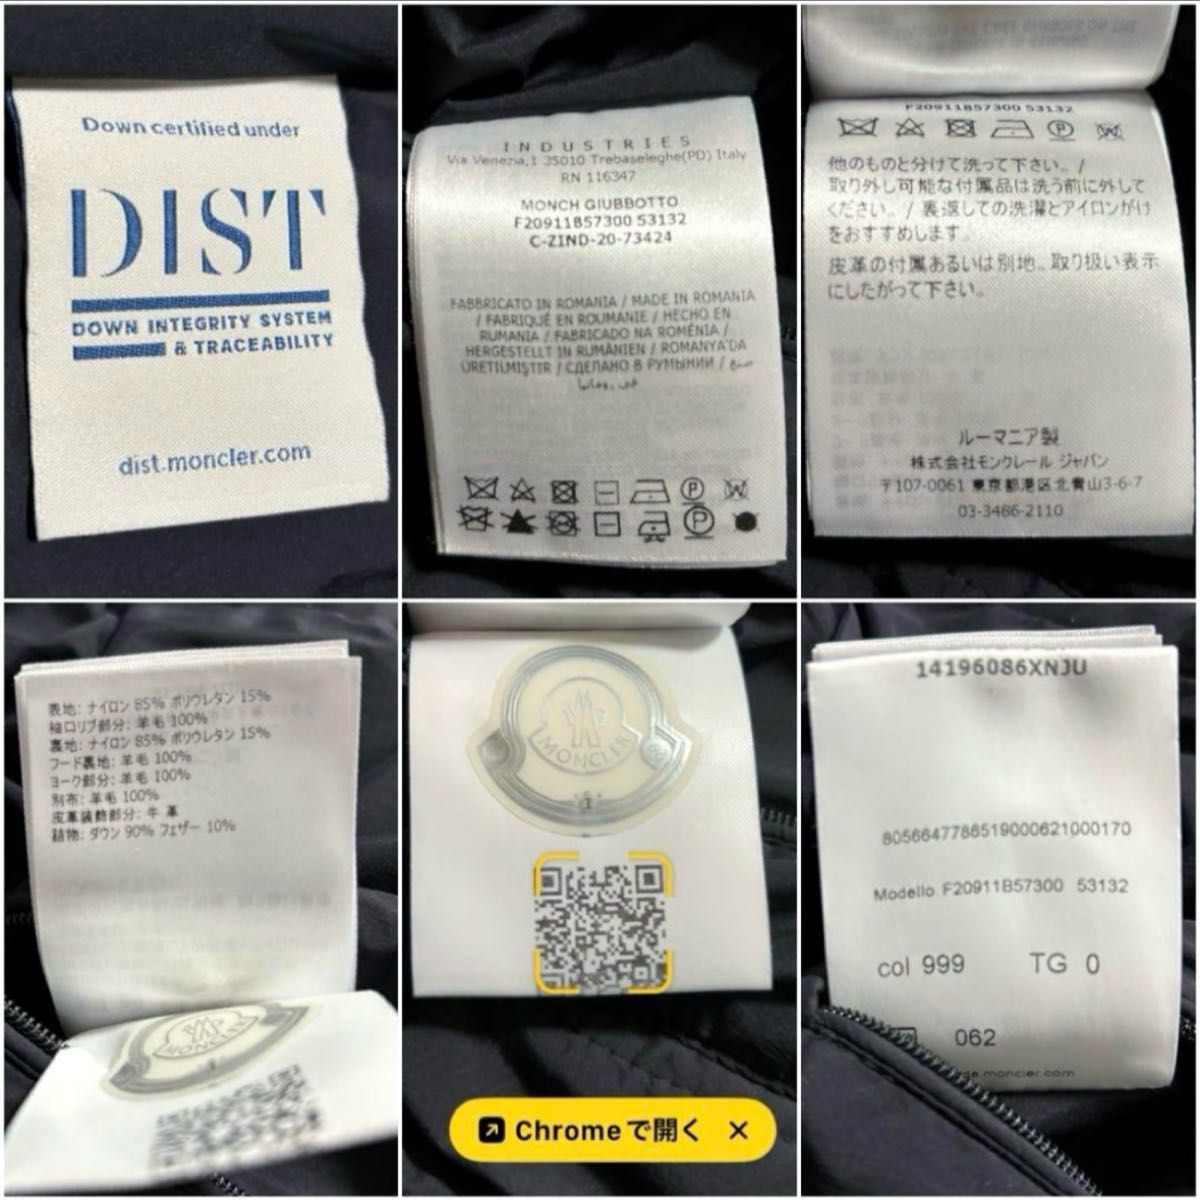 Down certified under
DIST
DOWN INTEGRITY SYSTEM
& TRACEABILITY
dist.moncler.com
INDUSTRIES
Via Venezia,1 35010 Trebaseleghe(PD) Italy
RN 116347
MONCH GIUBBOTTO
F20911B57300 53132
C-ZIND-20-73424
FABBRICATO IN ROMANIA / MADE IN ROMANIA
/ FABRIQUÉ EN ROUMANIE / HECHO EN
RUMANIA / FABRICADO NA ROMÉNIA /
HERGESTELLT IN RUMÄNIEN / ROMANYA'DA
ÜRETILMIŞTIR / СДЕЛАНО В РУМЫНИИ / صنع
في رومانيا
F20911B57300 53132
他のものと分けて洗って下さい。/
取り外し可能な付属品は洗う前に外して
ください。/ 裏返しての洗濯とアイロンがけ
をおすすめします。
皮革の付属あるいは別地、取り扱い表示
にしたがって下さい。
ルーマニア製
株式会社モンクレール ジャパン
〒107-0061 東京都港区北青山3-6-7
03-3486-2110
表地: ナイロン 85% ポリウレタン 15%
袖口リブ部分: 羊毛 100%
裏地: ナイロン 85% ポリウレタン 15%
フード裏地: 羊毛 100%
ヨーク部分: 羊毛 100%
別布: 羊毛 100%
皮革装飾部分: 牛 革
詰物: ダウン 90% フェザー 10%
MONCLER
MONCLER
Chromeで開く ×
14196086XNJU
8056647786519000621000170
Modello F20911B57300 53132
col 999 TG 0
062
.moncler.com